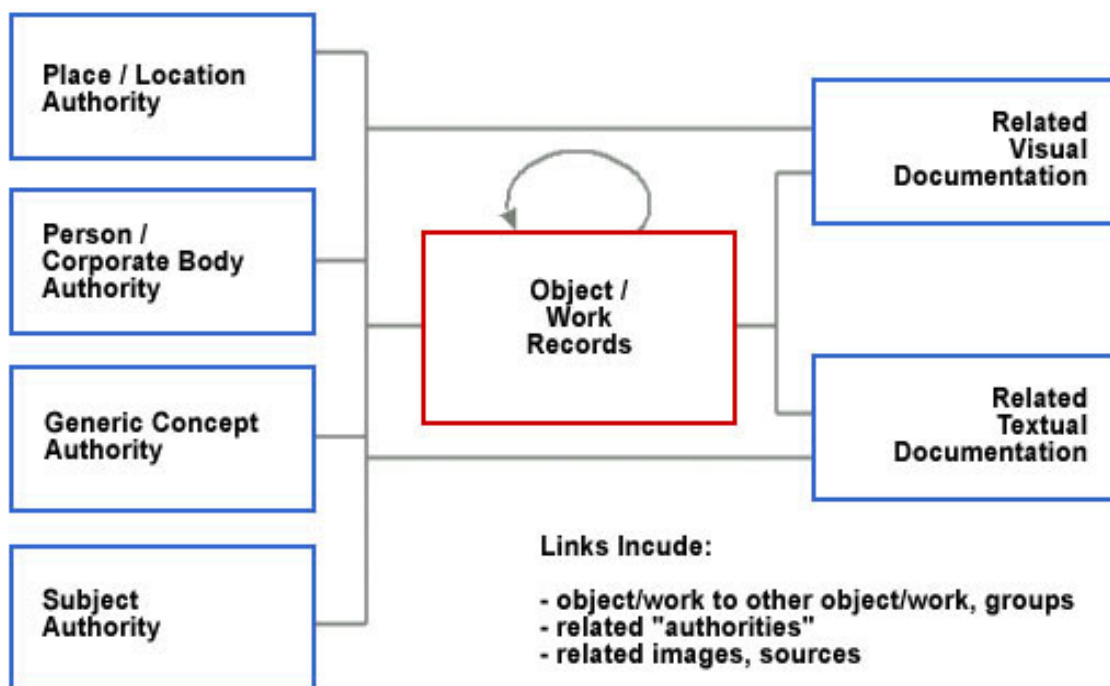 Place / Location
Authority
Person /
Corporate Body
Authority
Generic Concept
Authority
Subject
Authority
Object /
Work
Records
Related
Visual
Documentation
Related
Textual
Documentation
Links Incude:
- object/work to other object/work, groups
- related "authorities"
- related images, sources